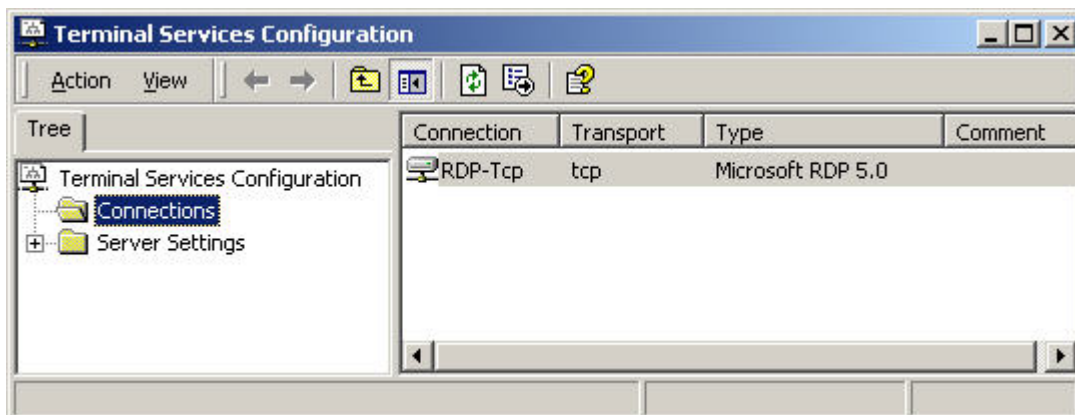 Terminal Services Configuration
Action View
Tree
Connection Transport Type Comment
Terminal Services Configuration
Connections
Server Settings
RDP-Tcp tcp Microsoft RDP 5.0